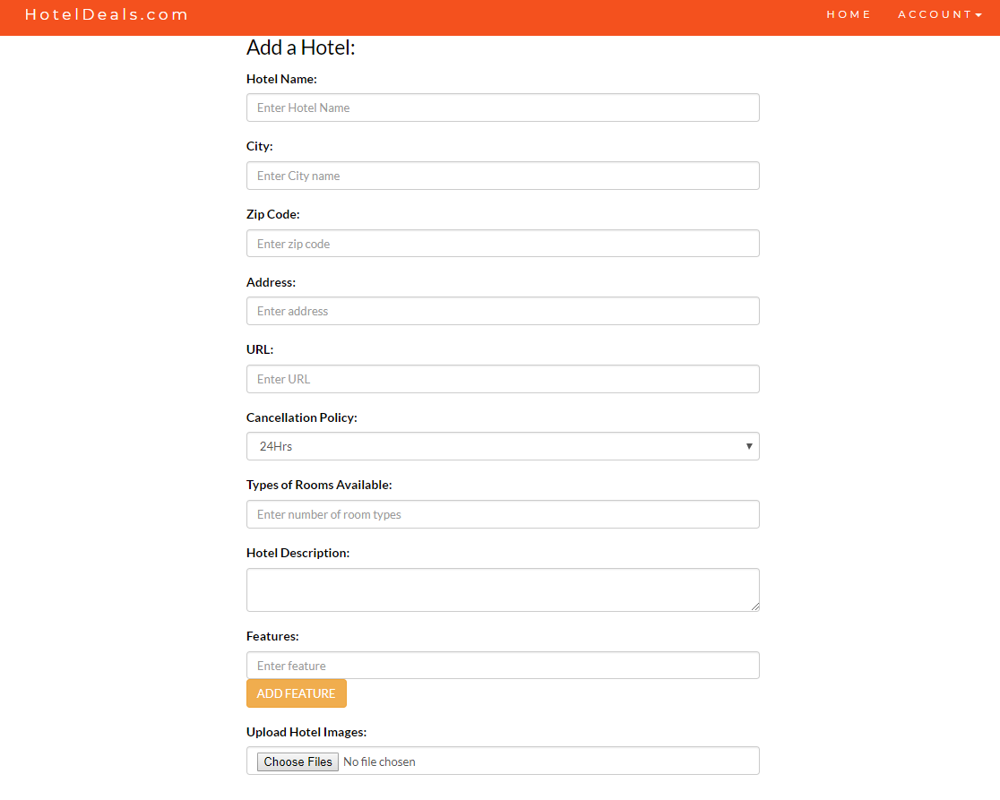 HotelDeals.com HOME ACCOUNT
Add a Hotel:
Hotel Name:
Enter Hotel Name
City:
Enter City name
Zip Code:
Enter zip code
Address:
Enter address
URL:
Enter URL
Cancellation Policy:
24Hrs
Types of Rooms Available:
Enter number of room types
Hotel Description:
Features:
Enter feature
ADD FEATURE
Upload Hotel Images:
Choose Files No file chosen